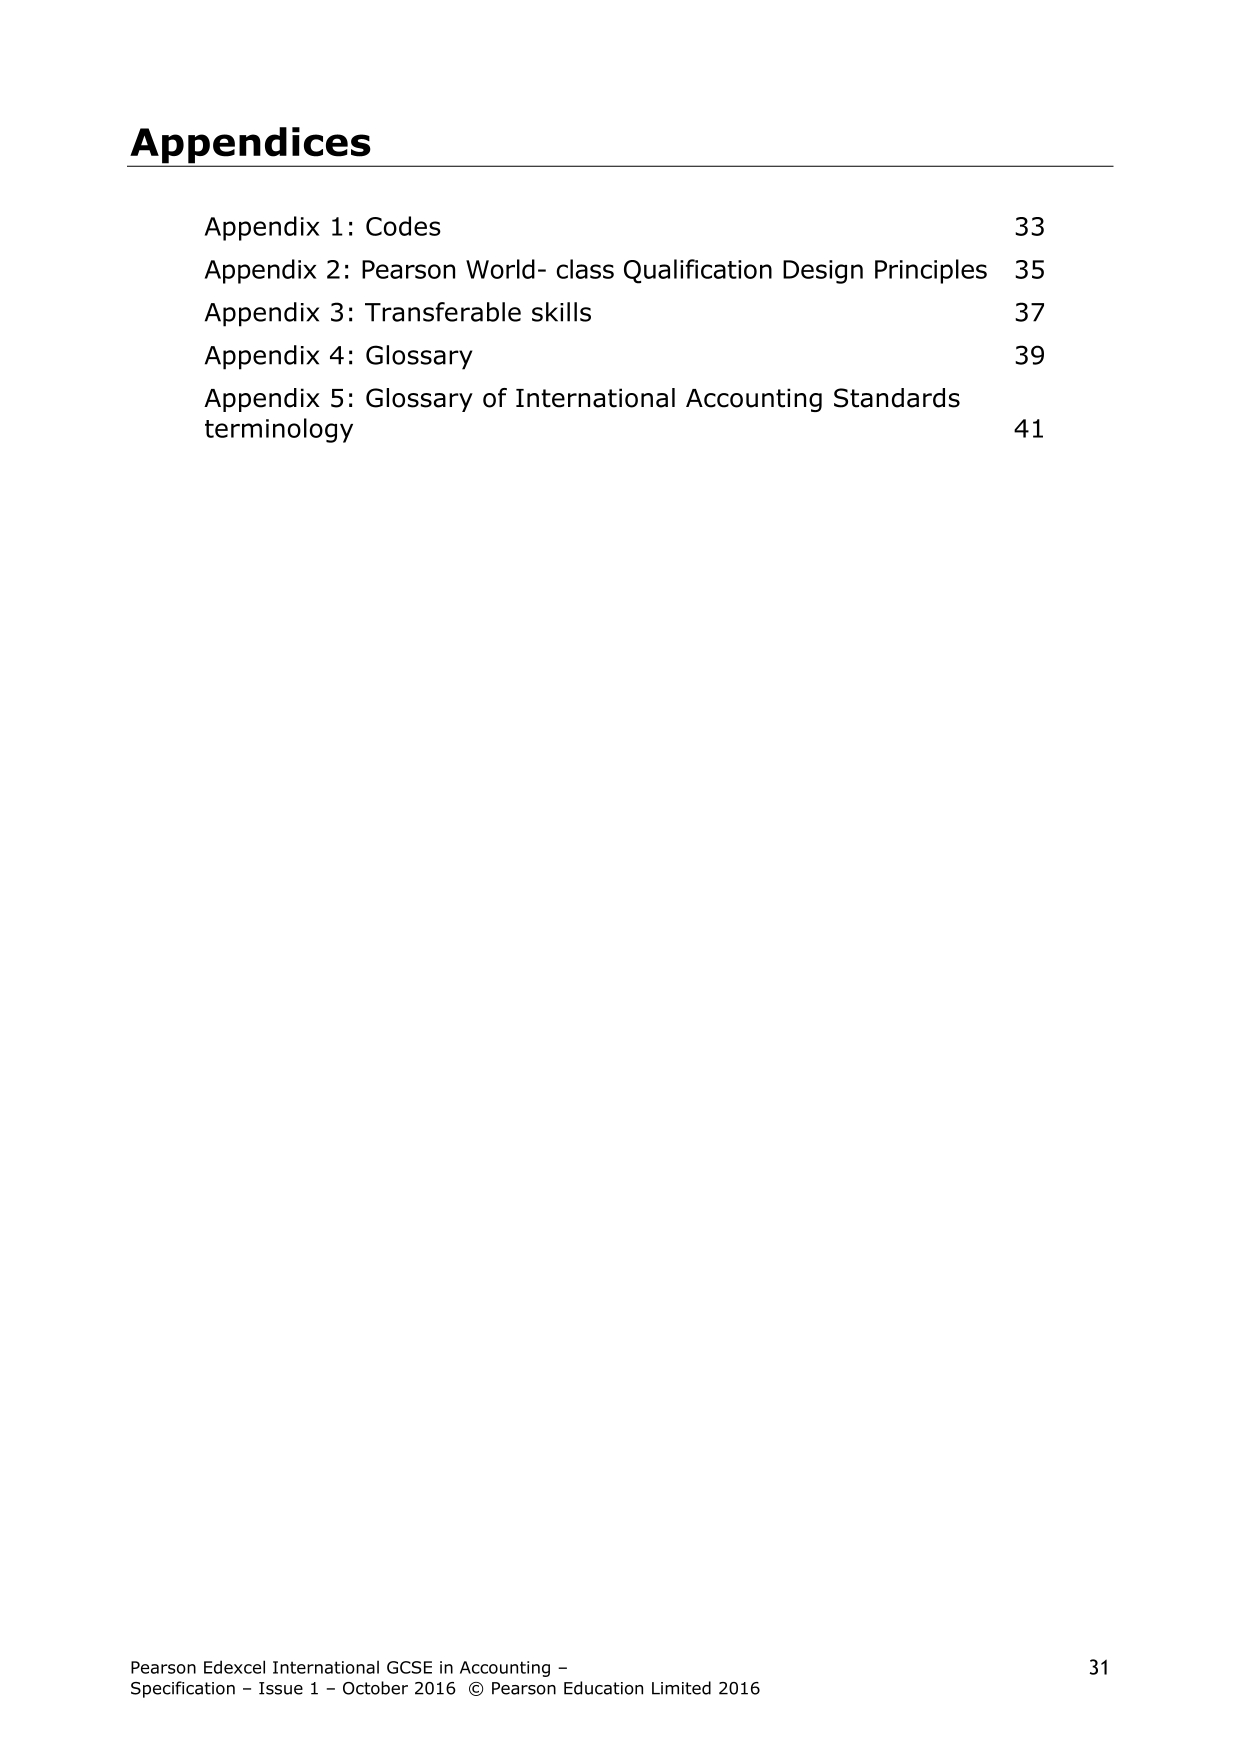 Appendices
Appendix 1: Codes 33
Appendix 2: Pearson World- class Qualification Design Principles 35
Appendix 3: Transferable skills 37
Appendix 4: Glossary 39
Appendix 5: Glossary of International Accounting Standards
terminology 41
Pearson Edexcel International GCSE in Accounting – 31
Specification – Issue 1 – October 2016 © Pearson Education Limited 2016